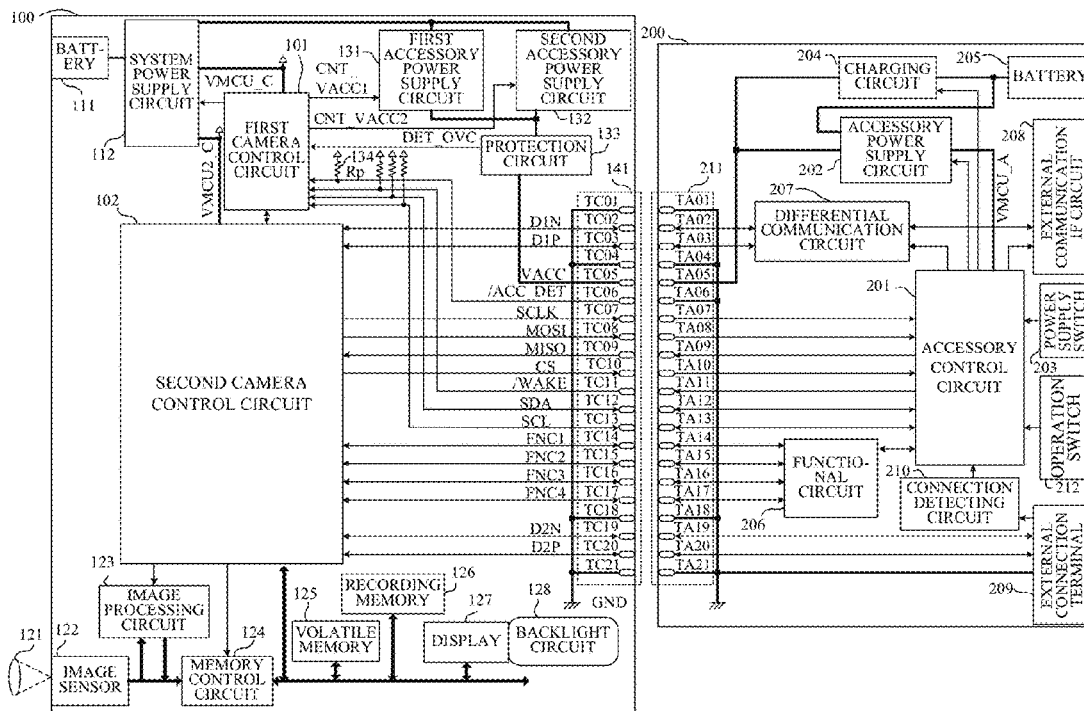 100
BATTERY
111
SYSTEM
POWER
SUPPLY
CIRCUIT
112
VMCU_C
101
FIRST
CAMERA
CONTROL
CIRCUIT
VMCU2_C
CNT_
VACC1
131
FIRST
ACCESSORY
POWER
SUPPLY CIRCUIT
SECOND
ACCESSORY
POWER
SUPPLY CIRCUIT
132
CNT_VACC2
DET_OVC
PROTECTION
CIRCUIT
133
134
Rp
102
SECOND CAMERA
CONTROL CIRCUIT
141
D1N
D1P
VACC
/ACC_DET
SCLK
MOSI
MISO
CS
/WAKE
SDA
SCL
FNC1
FNC2
FNC3
FNC4
D2N
D2P
GND
TC01
TC02
TC03
TC04
TC05
TC06
TC07
TC08
TC09
TC10
TC11
TC12
TC13
TC14
TC15
TC16
TC17
TC18
TC19
TC20
TC21
121
122
IMAGE
SENSOR
123
IMAGE
PROCESSING
CIRCUIT
124
MEMORY
CONTROL
CIRCUIT
125
VOLATILE
MEMORY
126
RECORDING
MEMORY
127
DISPLAY
128
BACKLIGHT
CIRCUIT
200
211
TA01
TA02
TA03
TA04
TA05
TA06
TA07
TA08
TA09
TA10
TA11
TA12
TA13
TA14
TA15
TA16
TA17
TA18
TA19
TA20
TA21
204
CHARGING
CIRCUIT
205
BATTERY
202
ACCESSORY
POWER
SUPPLY
CIRCUIT
VMCU_A
207
DIFFERENTIAL
COMMUNICATION
CIRCUIT
208
EXTERNAL
COMMUNICATION
IF CIRCUIT
201
ACCESSORY
CONTROL
CIRCUIT
203
POWER
SUPPLY
SWITCH
OPERATION
SWITCH
212
FUNCTIO-
NAL
CIRCUIT
206
210
CONNECTION
DETECTING
CIRCUIT
209
EXTERNAL
CONNECTION
TERMINAL